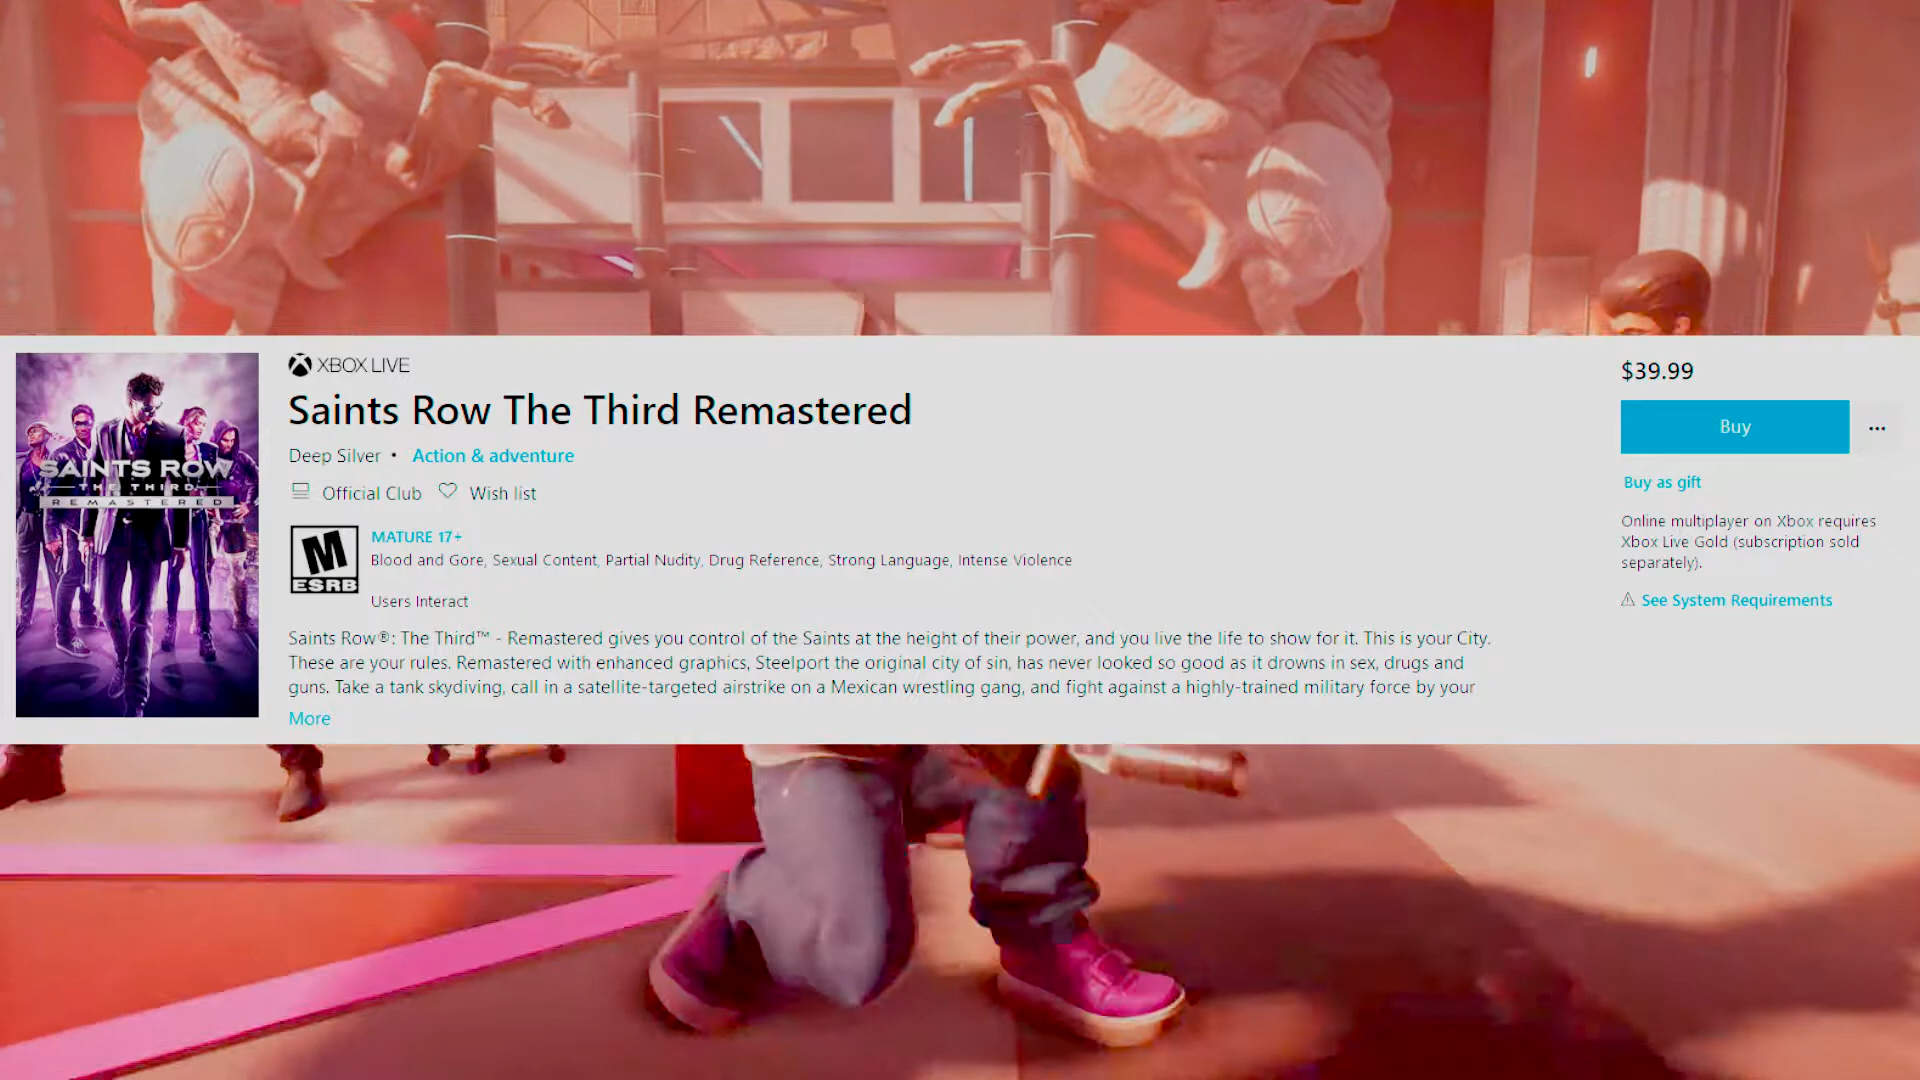 SAINTS ROW
THE THIRD
REMASTERED
XBOX LIVE
Saints Row The Third Remastered
Deep Silver • Action & adventure
Official Club Wish list
M
ESRB
MATURE 17+
Blood and Gore, Sexual Content, Partial Nudity, Drug Reference, Strong Language, Intense Violence
Users Interact
Saints Row®: The Third™ - Remastered gives you control of the Saints at the height of their power, and you live the life to show for it. This is your City.
These are your rules. Remastered with enhanced graphics, Steelport the original city of sin, has never looked so good as it drowns in sex, drugs and
guns. Take a tank skydiving, call in a satellite-targeted airstrike on a Mexican wrestling gang, and fight against a highly-trained military force by your
More
$39.99
Buy
...
Buy as gift
Online multiplayer on Xbox requires
Xbox Live Gold (subscription sold
separately).
See System Requirements